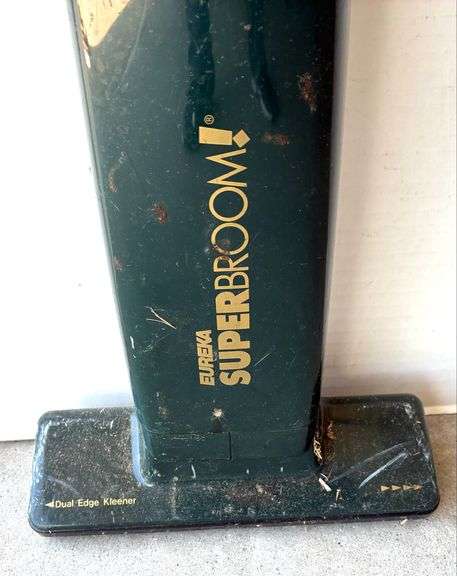 EUREKA
SUPERBROOM!®
◄Dual Edge Kleener
►►►►